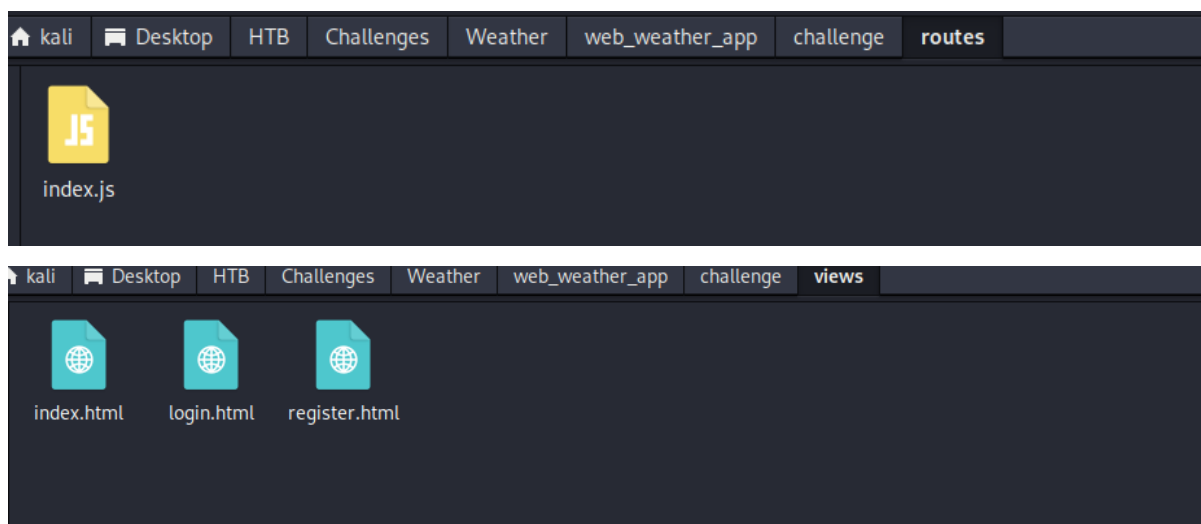 kali Desktop HTB Challenges Weather web_weather_app challenge routes
JS
index.js
kali Desktop HTB Challenges Weather web_weather_app challenge views
index.html login.html register.html